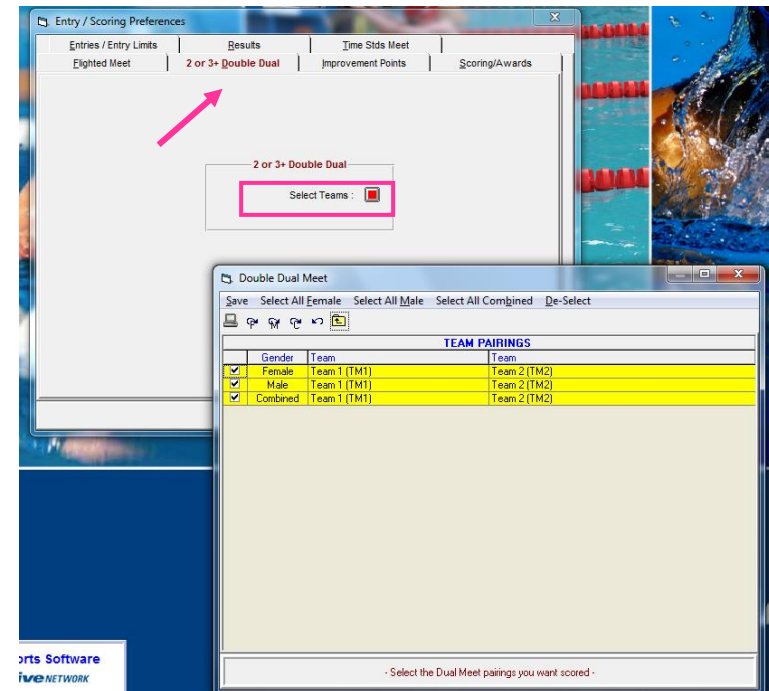 Entry / Scoring Preferences
Entries / Entry Limits Results Time Stds Meet
Flighted Meet 2 or 3+ Double Dual Improvement Points Scoring/Awards
2 or 3+ Double Dual
Select Teams :
Double Dual Meet
Save Select All Female Select All Male Select All Combined De-Select
TEAM PAIRINGS
Gender Team Team
Female Team 1 (TM1) Team 2 (TM2)
Male Team 1 (TM1) Team 2 (TM2)
Combined Team 1 (TM1) Team 2 (TM2)
orts Software
ive NETWORK
- Select the Dual Meet pairings you want scored -